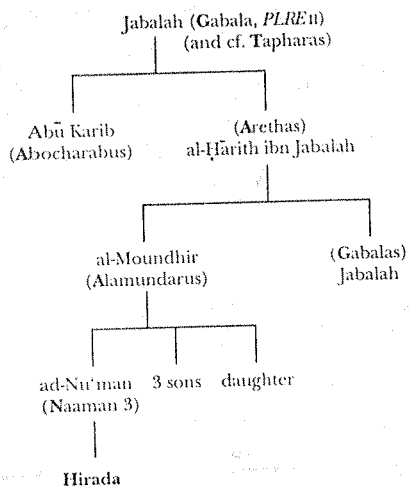 Jabalah (Gabala, PLRE II)
(and cf. Tapharas)
Abū Karib
(Abocharabus)
(Arethas)
al-Ḥārith ibn Jabalah
al-Moundhir
(Alamundarus)
(Gabalas)
Jabalah
ad-Nu‘man
(Naaman 3)
3 sons
daughter
Hirada